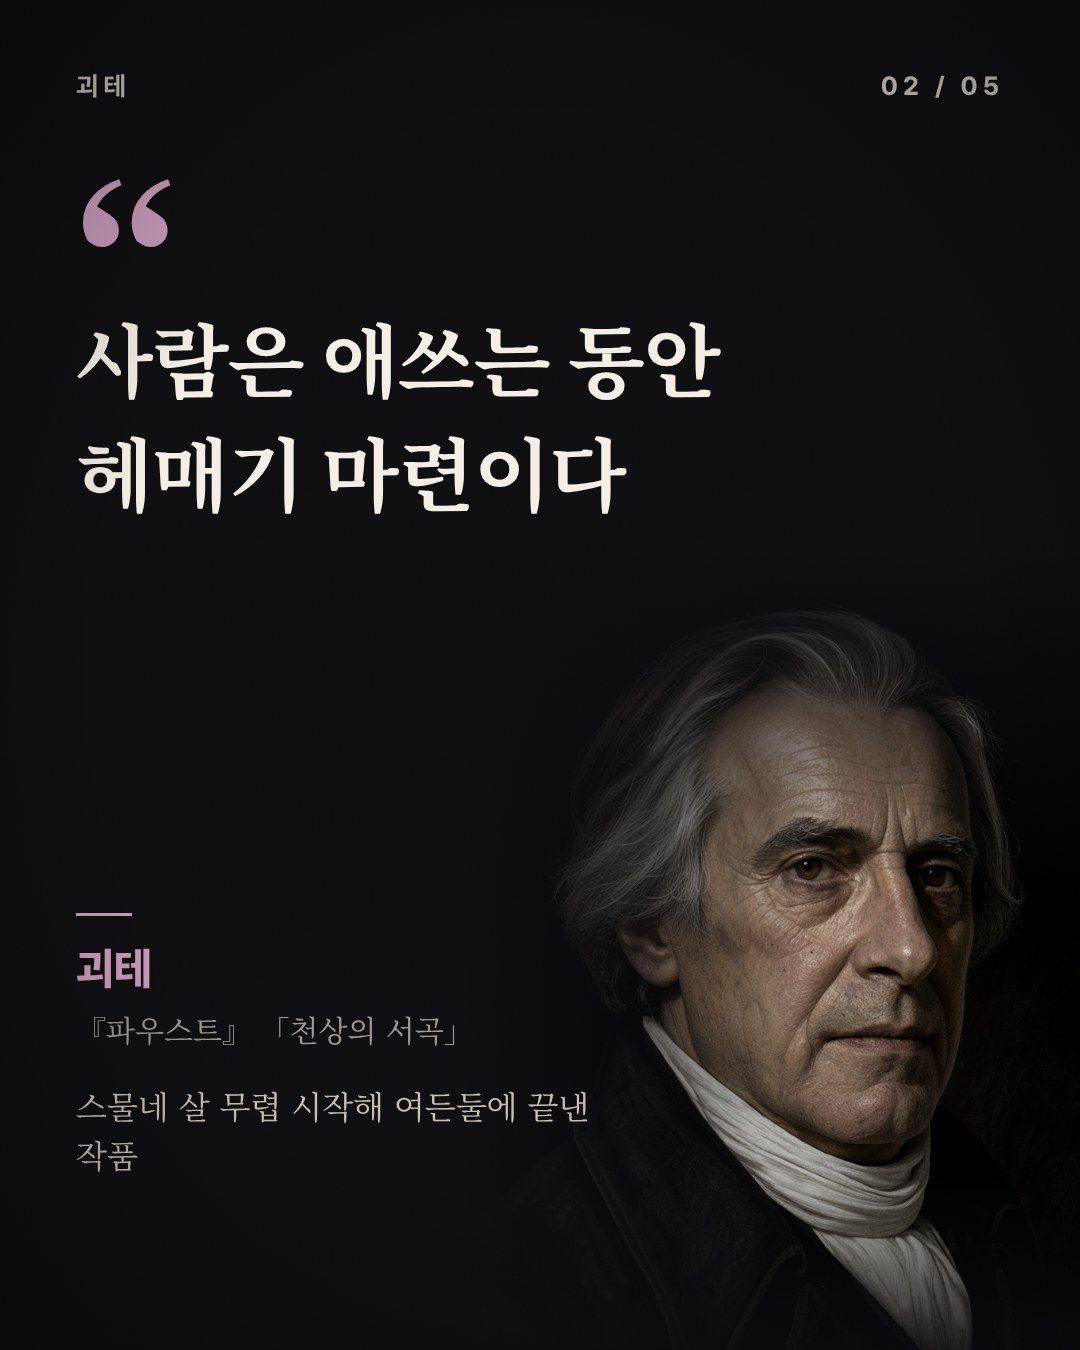 괴테
02 / 05
“
사람은 애쓰는 동안
헤매기 마련이다
괴테
『파우스트』 「천상의 서곡」
스물네 살 무렵 시작해 여든둘에 끝낸
작품